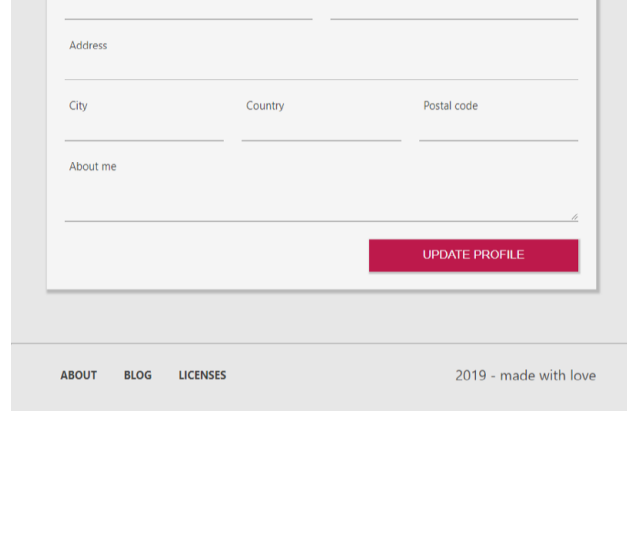 Address
City Country Postal code
About me
UPDATE PROFILE
ABOUT BLOG LICENSES 2019 - made with love